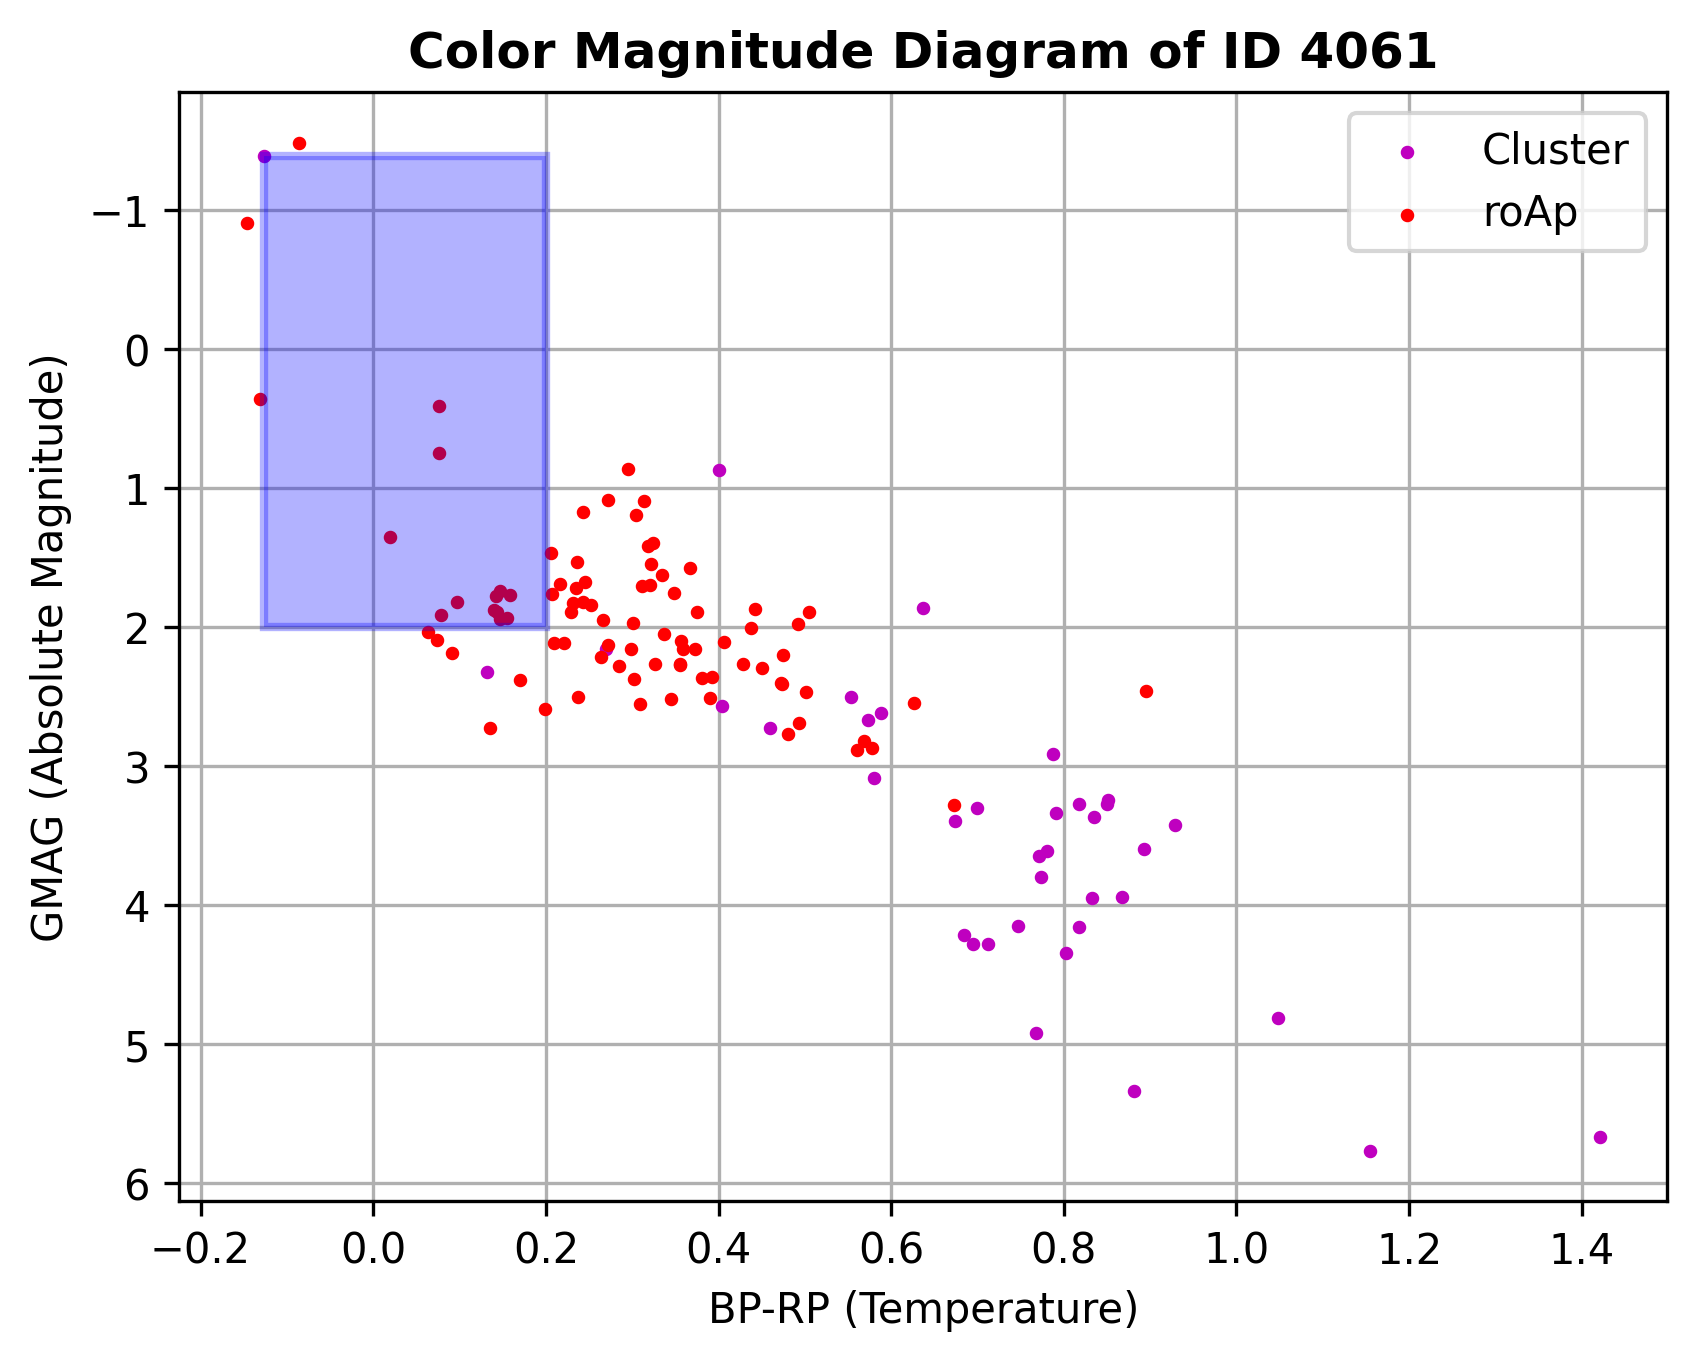 Color Magnitude Diagram of ID 4061
Cluster
roAp
GMAG (Absolute Magnitude)
−1
0
1
2
3
4
5
6
−0.2 0.0 0.2 0.4 0.6 0.8 1.0 1.2 1.4
BP-RP (Temperature)